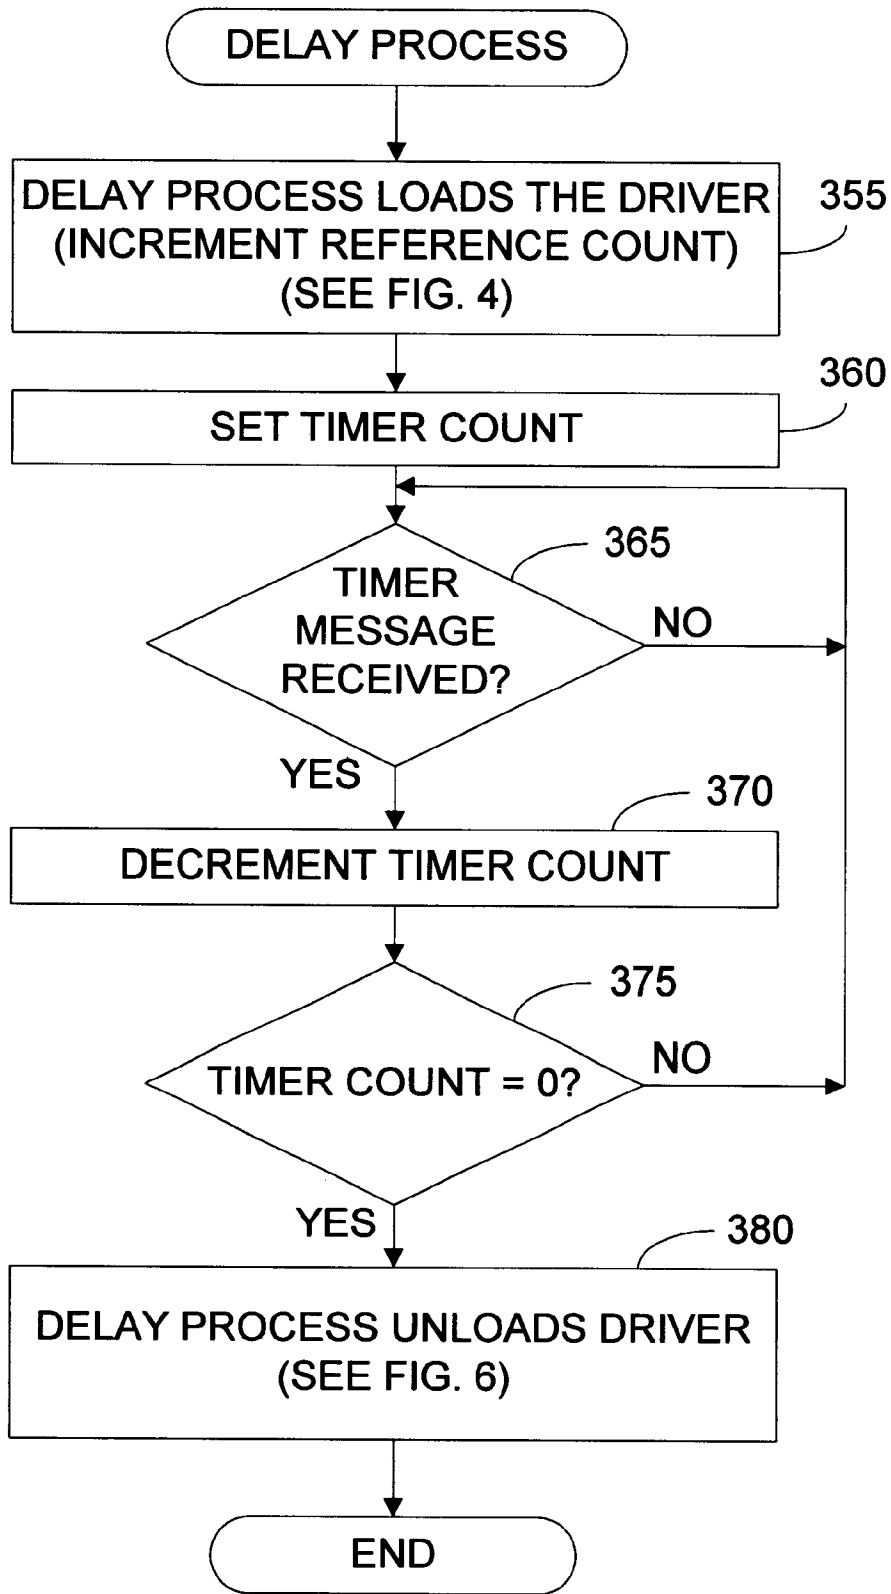 DELAY PROCESS
DELAY PROCESS LOADS THE DRIVER
(INCREMENT REFERENCE COUNT)
(SEE FIG. 4)
355
360
SET TIMER COUNT
365
TIMER
MESSAGE
RECEIVED?
NO
YES
370
DECREMENT TIMER COUNT
375
TIMER COUNT = 0?
NO
YES
380
DELAY PROCESS UNLOADS DRIVER
(SEE FIG. 6)
END